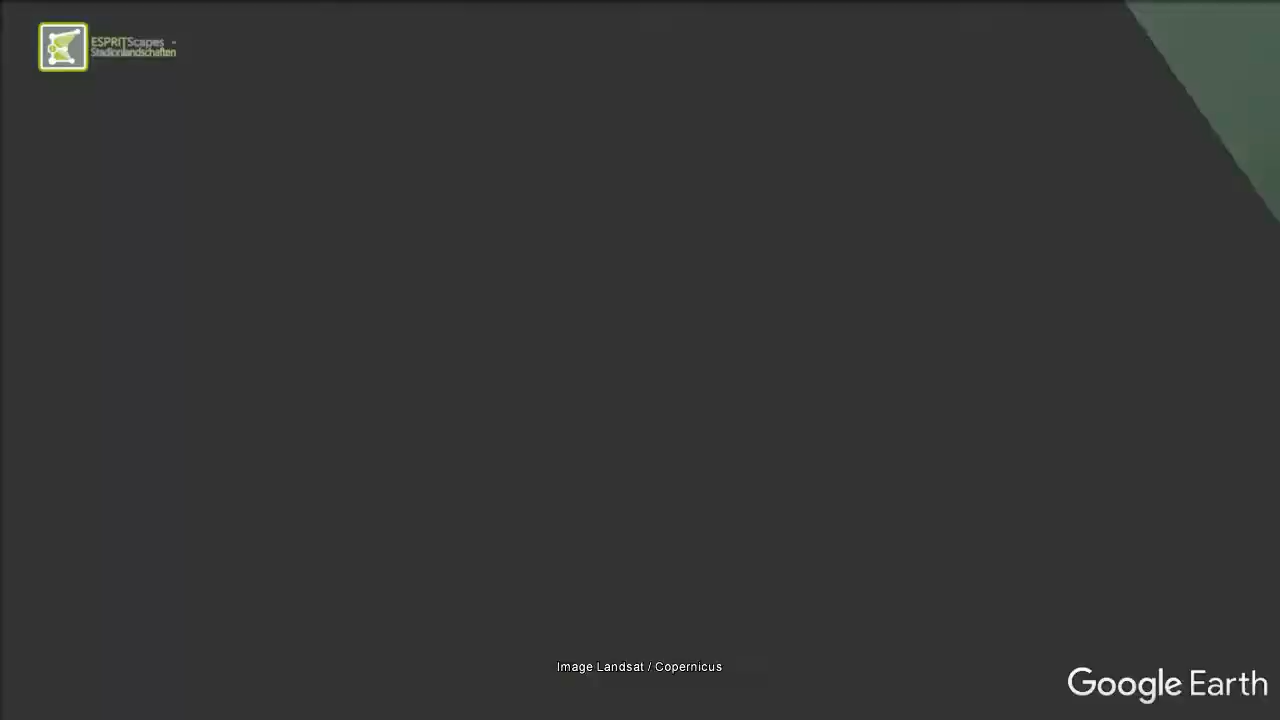 ESPRITScapes -
Stadionlandschaften
Image Landsat / Copernicus
Google Earth